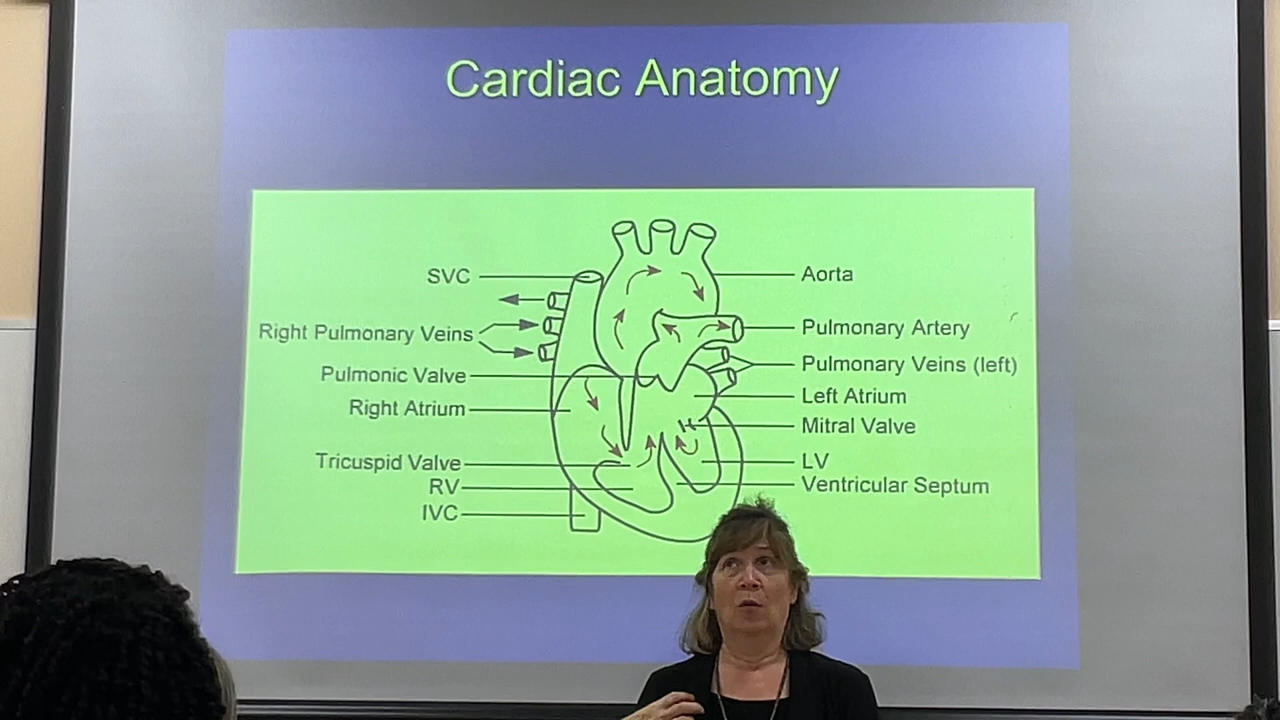 Cardiac Anatomy
SVC
Right Pulmonary Veins
Pulmonic Valve
Right Atrium
Tricuspid Valve
RV
IVC
Aorta
Pulmonary Artery
Pulmonary Veins (left)
Left Atrium
Mitral Valve
LV
Ventricular Septum